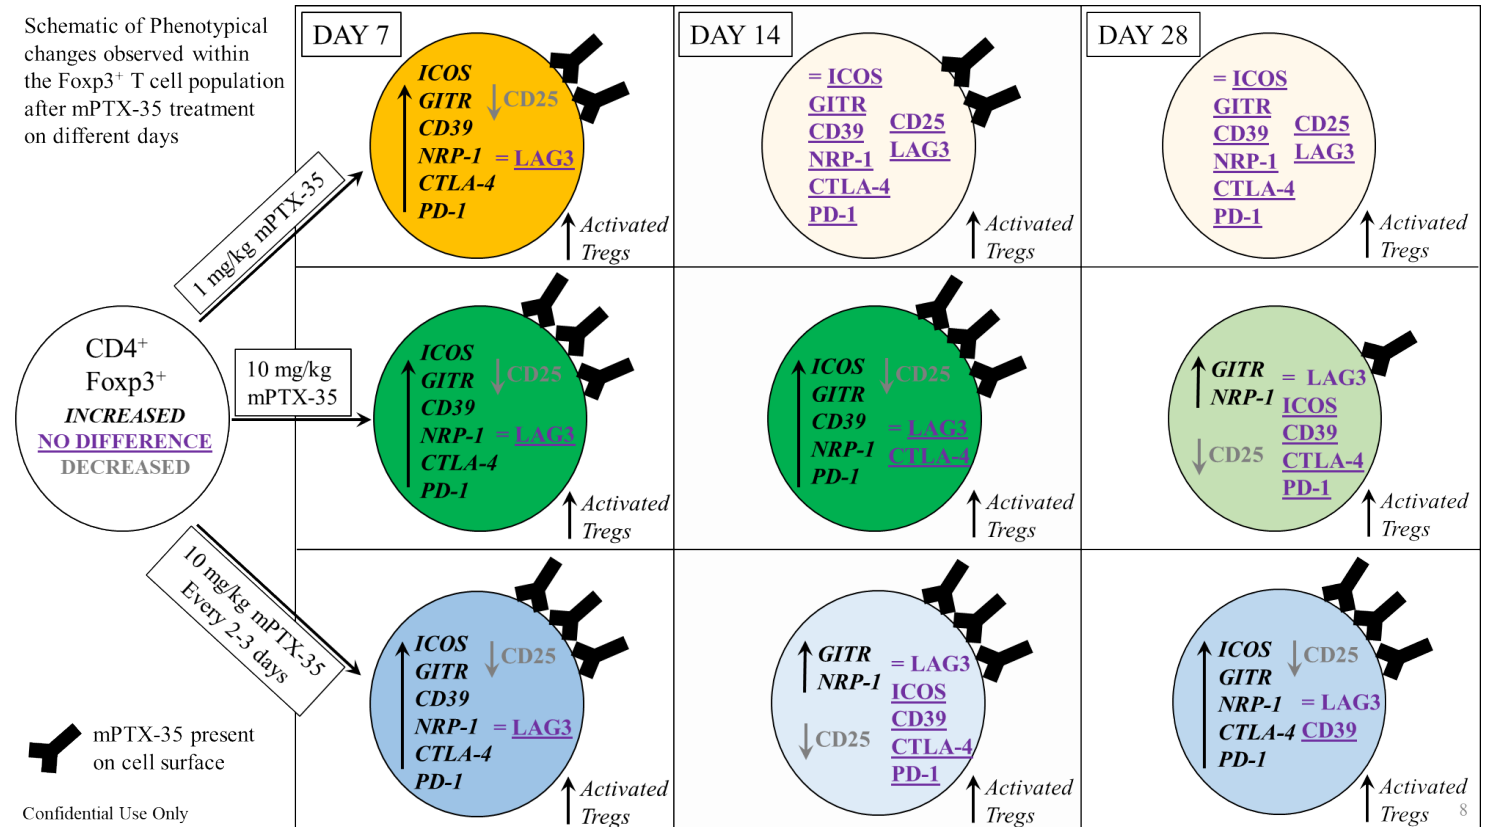 Schematic of Phenotypical
changes observed within
the Foxp3⁺ T cell population
after mPTX-35 treatment
on different days
DAY 7
DAY 14
DAY 28
1 mg/kg mPTX-35
ICOS
GITR
CD39
NRP-1
CTLA-4
PD-1
CD25
= LAG3
Activated
Tregs
= ICOS
GITR
CD39
NRP-1
CTLA-4
PD-1
CD25
LAG3
Activated
Tregs
= ICOS
GITR
CD39
NRP-1
CTLA-4
PD-1
CD25
LAG3
Activated
Tregs
CD4⁺
Foxp3⁺
INCREASED
NO DIFFERENCE
DECREASED
10 mg/kg
mPTX-35
ICOS
GITR
CD39
NRP-1
CTLA-4
PD-1
CD25
= LAG3
Activated
Tregs
ICOS
GITR
CD39
NRP-1
PD-1
CD25
= LAG3
CTLA-4
Activated
Tregs
GITR
NRP-1
CD25
= LAG3
ICOS
CD39
CTLA-4
PD-1
Activated
Tregs
10 mg/kg mPTX-35
Every 2-3 days
ICOS
GITR
CD39
NRP-1
CTLA-4
PD-1
CD25
= LAG3
Activated
Tregs
GITR
NRP-1
CD25
= LAG3
ICOS
CD39
CTLA-4
PD-1
Activated
Tregs
ICOS
GITR
NRP-1
CTLA-4
PD-1
CD25
= LAG3
CD39
Activated
Tregs
mPTX-35 present
on cell surface
Confidential Use Only
8